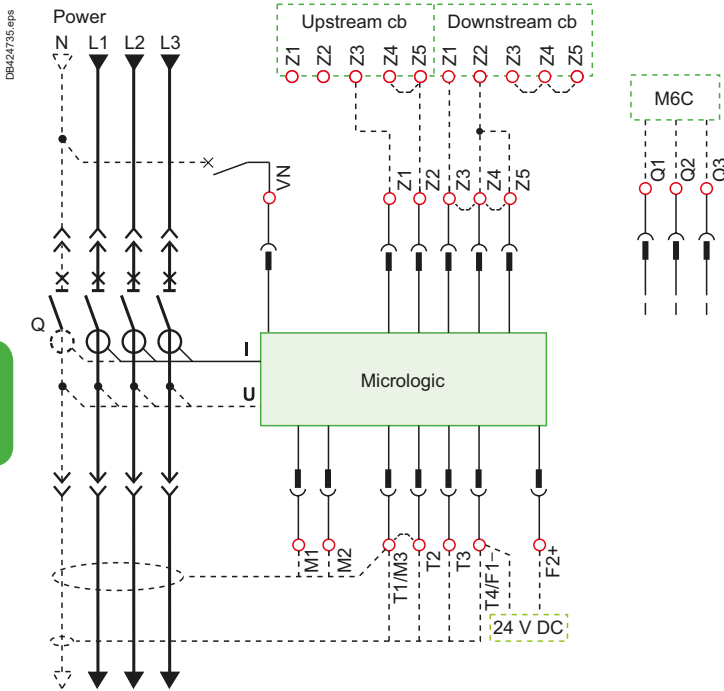 DB424735.eps
Power
N L1 L2 L3
Upstream cb Downstream cb
Z1 Z2 Z3 Z4 Z5 Z1 Z2 Z3 Z4 Z5
M6C
Q1 Q2 Q3
VN
Z1 Z2 Z3 Z4 Z5
Q
I
U
Micrologic
M1 M2 T1/M3 T2 T3 T4/F1– F2+
24 V DC